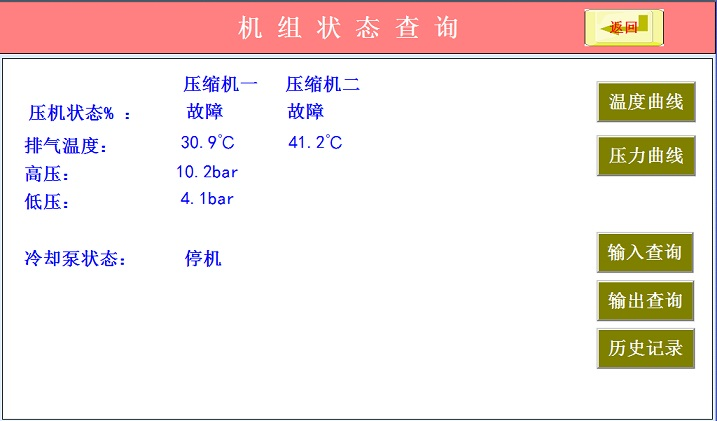 机组状态查询
返回
压缩机一 压缩机二
压机状态%： 故障 故障
排气温度： 30.9℃ 41.2℃
高压： 10.2bar
低压： 4.1bar
冷却泵状态： 停机
温度曲线
压力曲线
输入查询
输出查询
历史记录